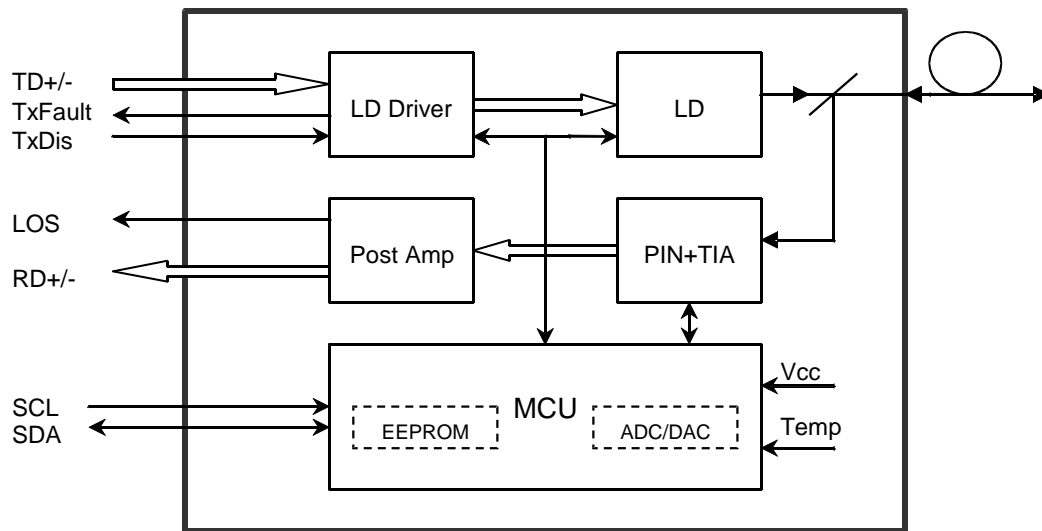 TD+/-
TxFault
TxDis
LD Driver
LD
LOS
RD+/-
Post Amp
PIN+TIA
SCL
SDA
MCU
EEPROM
ADC/DAC
Vcc
Temp